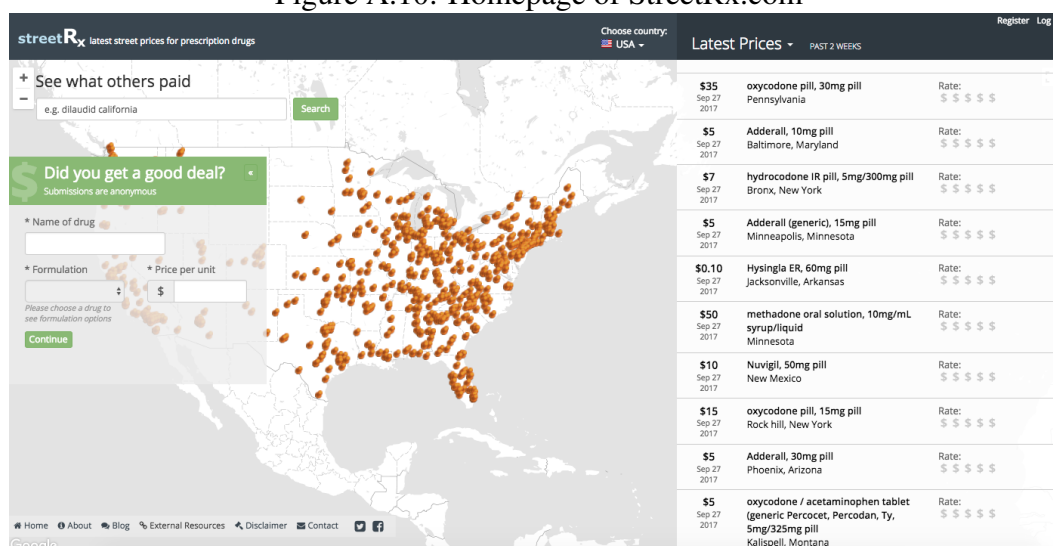 Figure A.10: Homepage of StreetRx.com
streetRx latest street prices for prescription drugs
Choose country:
USA
Register Log
Latest Prices PAST 2 WEEKS
+
−
See what others paid
e.g. dilaudid california
Search
$
Did you get a good deal? «
Submissions are anonymous
* Name of drug
* Formulation * Price per unit
$
Please choose a drug to
see formulation options
Continue
$35 oxycodone pill, 30mg pill Rate:
Sep 27 Pennsylvania $ $ $ $ $
2017
$5 Adderall, 10mg pill Rate:
Sep 27 Baltimore, Maryland $ $ $ $ $
2017
$7 hydrocodone IR pill, 5mg/300mg pill Rate:
Sep 27 Bronx, New York $ $ $ $ $
2017
$5 Adderall (generic), 15mg pill Rate:
Sep 27 Minneapolis, Minnesota $ $ $ $ $
2017
$0.10 Hysingla ER, 60mg pill Rate:
Sep 27 Jacksonville, Arkansas $ $ $ $ $
2017
$50 methadone oral solution, 10mg/mL Rate:
Sep 27 syrup/liquid $ $ $ $ $
2017 Minnesota
$10 Nuvigil, 50mg pill Rate:
Sep 27 New Mexico $ $ $ $ $
2017
$15 oxycodone pill, 15mg pill Rate:
Sep 27 Rock hill, New York $ $ $ $ $
2017
$5 Adderall, 30mg pill Rate:
Sep 27 Phoenix, Arizona $ $ $ $ $
2017
$5 oxycodone / acetaminophen tablet Rate:
Sep 27 (generic Percocet, Percodan, Ty, $ $ $ $ $
2017 5mg/325mg pill
Kalispell, Montana
Home About Blog External Resources Disclaimer Contact
Google